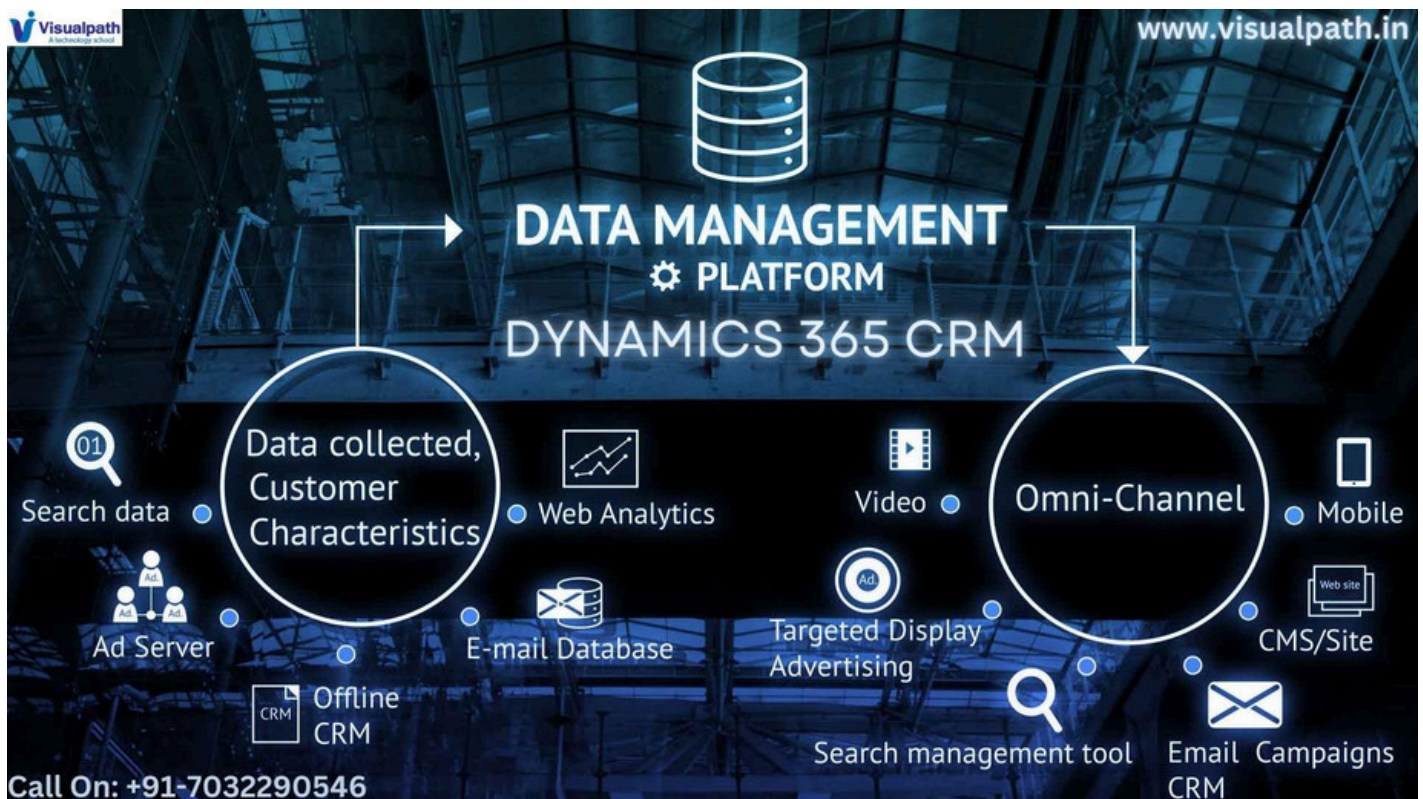 Visualpath
A technology school
www.visualpath.in
DATA MANAGEMENT
PLATFORM
DYNAMICS 365 CRM
Data collected,
Customer
Characteristics
01
Search data
Web Analytics
Ad.
Ad.
Ad.
Ad Server
E-mail Database
CRM
Offline
CRM
Omni-Channel
Video
Mobile
Ad.
Targeted Display
Advertising
Web site
CMS/Site
Search management tool
Email Campaigns
CRM
Call On: +91-7032290546